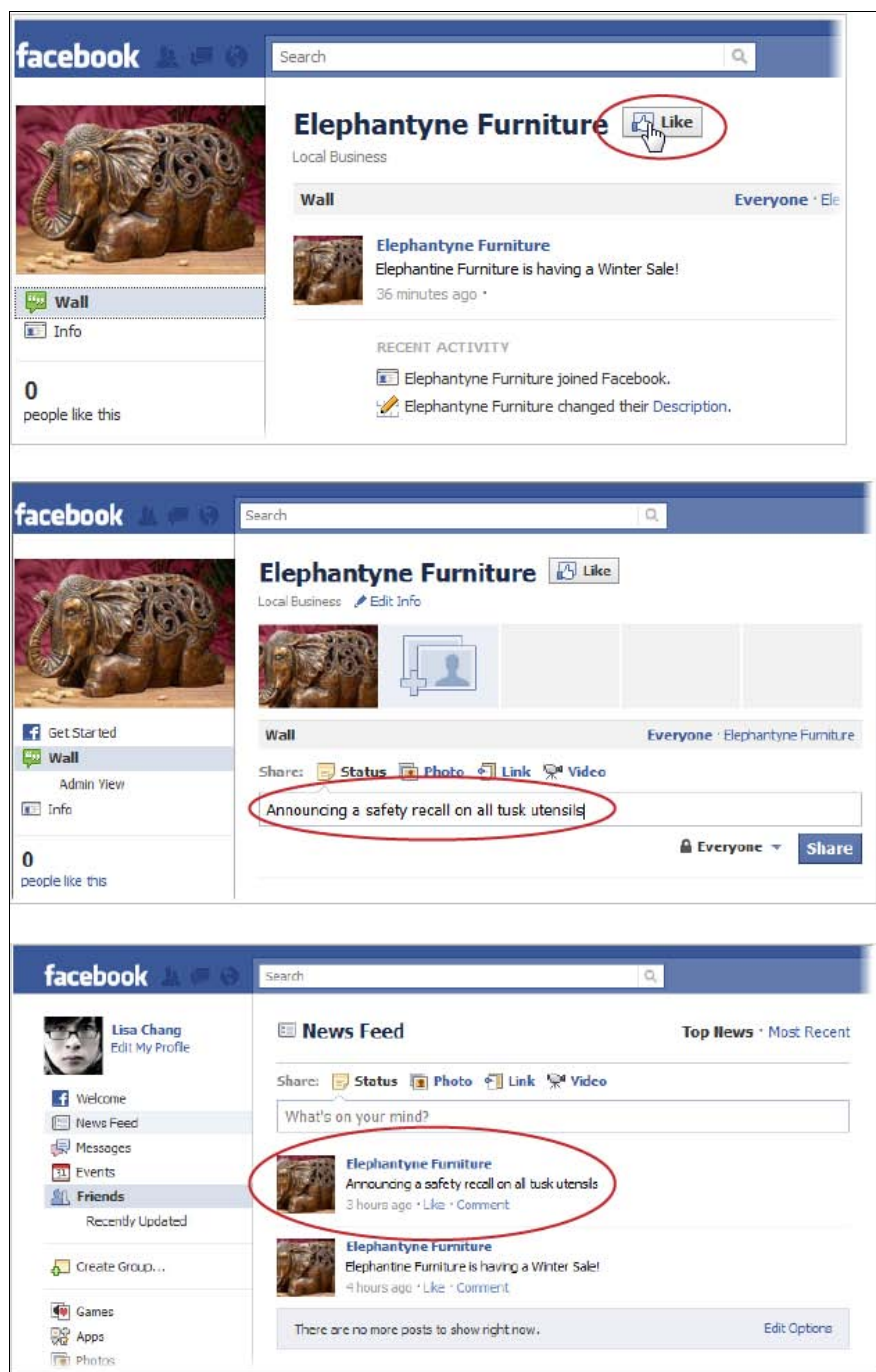 facebook
Search
Elephantyne Furniture
Like
Local Business
Wall
Everyone · Ele
Elephantyne Furniture
Elephantine Furniture is having a Winter Sale!
36 minutes ago ·
Wall
Info
RECENT ACTIVITY
Elephantyne Furniture joined Facebook.
Elephantyne Furniture changed their Description.
0
people like this
facebook
Search
Elephantyne Furniture
Like
Local Business
Edit Info
Get Started
Wall
Admin View
Info
0
people like this
Wall
Everyone · Elephantyne Furniture
Share: Status Photo Link Video
Announcing a safety recall on all tusk utensils
Everyone
Share
facebook
Search
Lisa Chang
Edit My Profile
Welcome
News Feed
Messages
31 Events
Friends
Recently Updated
Create Group...
Games
Apps
Photos
News Feed
Top News · Most Recent
Share: Status Photo Link Video
What's on your mind?
Elephantyne Furniture
Announcing a safety recall on all tusk utensils
3 hours ago · Like · Comment
Elephantyne Furniture
Elephantine Furniture is having a Winter Sale!
4 hours ago · Like · Comment
There are no more posts to show right now.
Edit Options